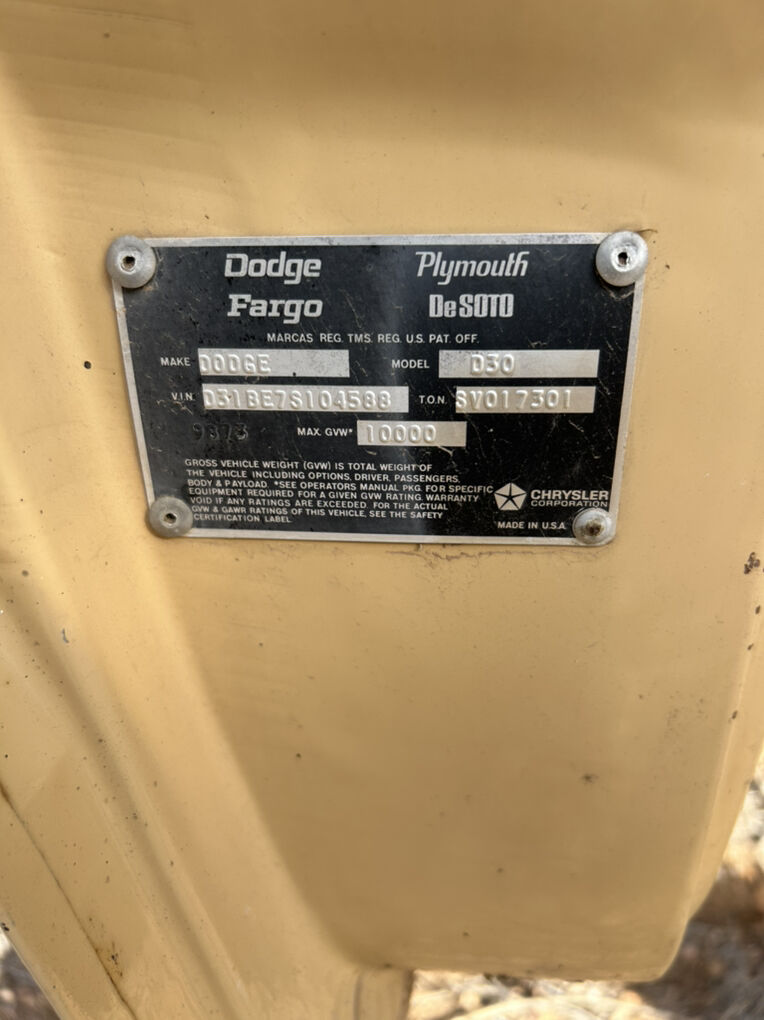 Dodge Plymouth
Fargo DeSOTO
MARCAS REG. TMS. REG. U.S. PAT. OFF.
MAKE DODGE MODEL D30
V.I.N. D31BE7S104588 T.O.N. SV017301
9373 MAX. GVW* 10000
GROSS VEHICLE WEIGHT (GVW) IS TOTAL WEIGHT OF
THE VEHICLE INCLUDING OPTIONS, DRIVER, PASSENGERS,
BODY & PAYLOAD. *SEE OPERATORS MANUAL PKG. FOR SPECIFIC
EQUIPMENT REQUIRED FOR A GIVEN GVW RATING. WARRANTY
VOID IF ANY RATINGS ARE EXCEEDED. FOR THE ACTUAL
GVW & GAWR RATINGS OF THIS VEHICLE, SEE THE SAFETY
CERTIFICATION LABEL.
CHRYSLER
CORPORATION
MADE IN U.S.A.